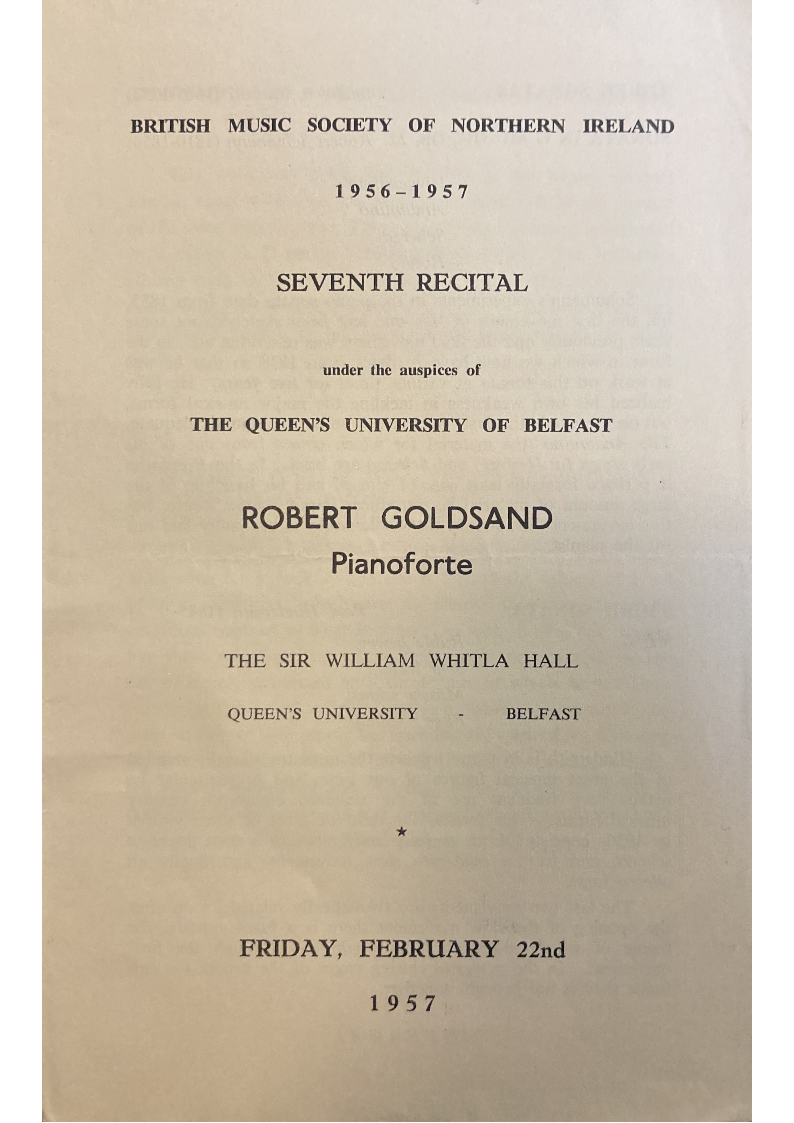 BRITISH MUSIC SOCIETY OF NORTHERN IRELAND
1956–1957
SEVENTH RECITAL
under the auspices of
THE QUEEN'S UNIVERSITY OF BELFAST
ROBERT GOLDSAND
Pianoforte
THE SIR WILLIAM WHITLA HALL
QUEEN'S UNIVERSITY - BELFAST
★
FRIDAY, FEBRUARY 22nd
1957